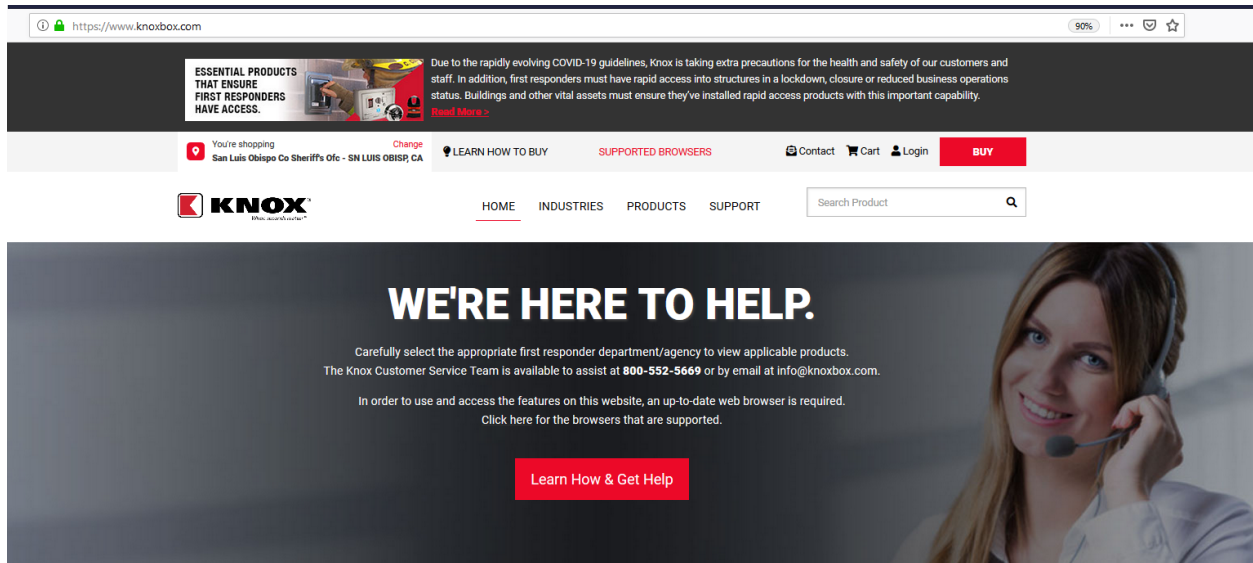 https://www.knoxbox.com
90%
ESSENTIAL PRODUCTS
THAT ENSURE
FIRST RESPONDERS
HAVE ACCESS.
Due to the rapidly evolving COVID-19 guidelines, Knox is taking extra precautions for the health and safety of our customers and
staff. In addition, first responders must have rapid access into structures in a lockdown, closure or reduced business operations
status. Buildings and other vital assets must ensure they've installed rapid access products with this important capability.
Read More >
You're shopping
Change
San Luis Obispo Co Sheriff's Ofc - SN LUIS OBISP, CA
LEARN HOW TO BUY
SUPPORTED BROWSERS
Contact
Cart
Login
BUY
KNOX
HOME
INDUSTRIES
PRODUCTS
SUPPORT
Search Product
WE'RE HERE TO HELP.
Carefully select the appropriate first responder department/agency to view applicable products.
The Knox Customer Service Team is available to assist at 800-552-5669 or by email at info@knoxbox.com.
In order to use and access the features on this website, an up-to-date web browser is required.
Click here for the browsers that are supported.
Learn How & Get Help